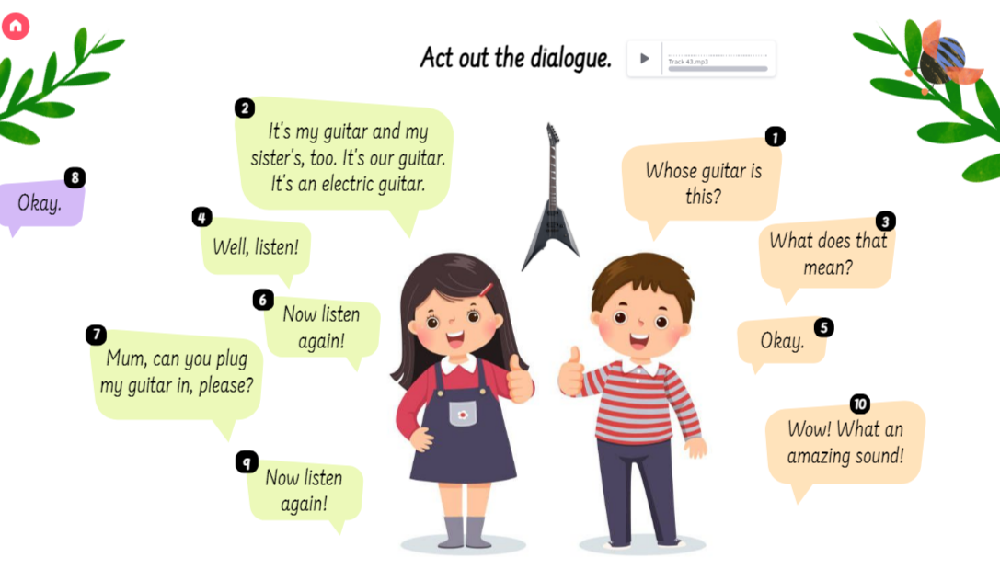 Act out the dialogue.
Track 43.mp3
1
Whose guitar is
this?
2
It's my guitar and my
sister's, too. It's our guitar.
It's an electric guitar.
3
What does that
mean?
4
Well, listen!
5
Okay.
6
Now listen
again!
7
Mum, can you plug
my guitar in, please?
8
Okay.
9
Now listen
again!
10
Wow! What an
amazing sound!